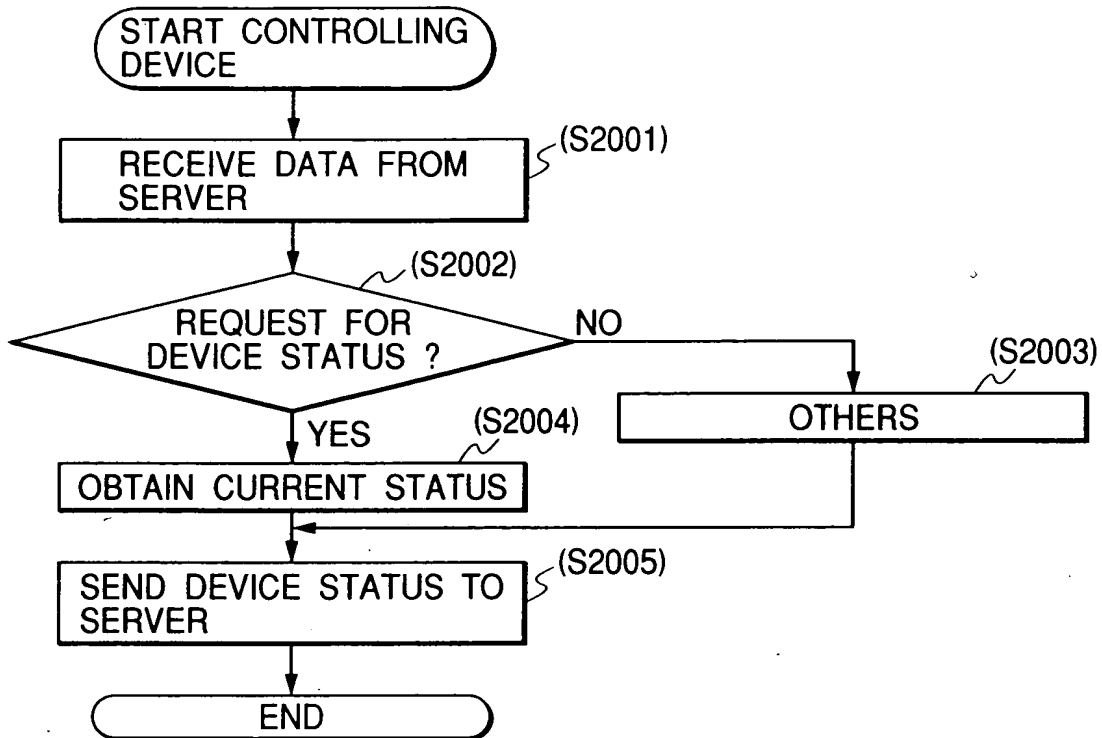 START CONTROLLING
DEVICE
(S2001)
RECEIVE DATA FROM
SERVER
(S2002)
REQUEST FOR
DEVICE STATUS ?
NO
(S2003)
OTHERS
YES
(S2004)
OBTAIN CURRENT STATUS
(S2005)
SEND DEVICE STATUS TO
SERVER
END